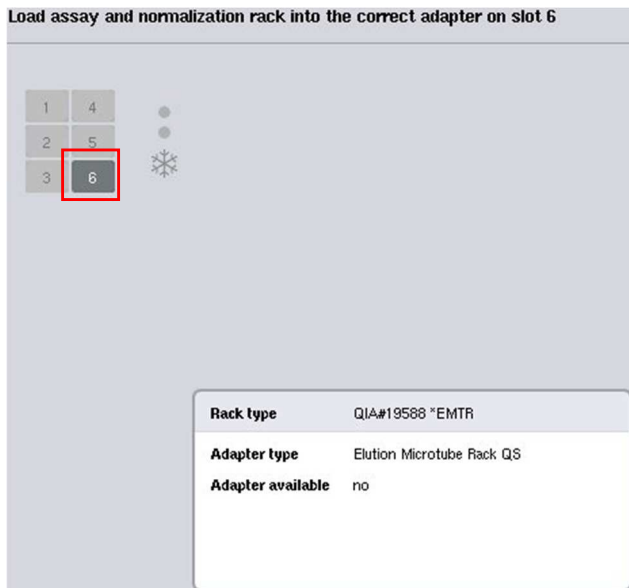 Load assay and normalization rack into the correct adapter on slot 6
1 4
2 5
3 6
Rack type QIA#19588 *EMTR
Adapter type Elution Microtube Rack QS
Adapter available no